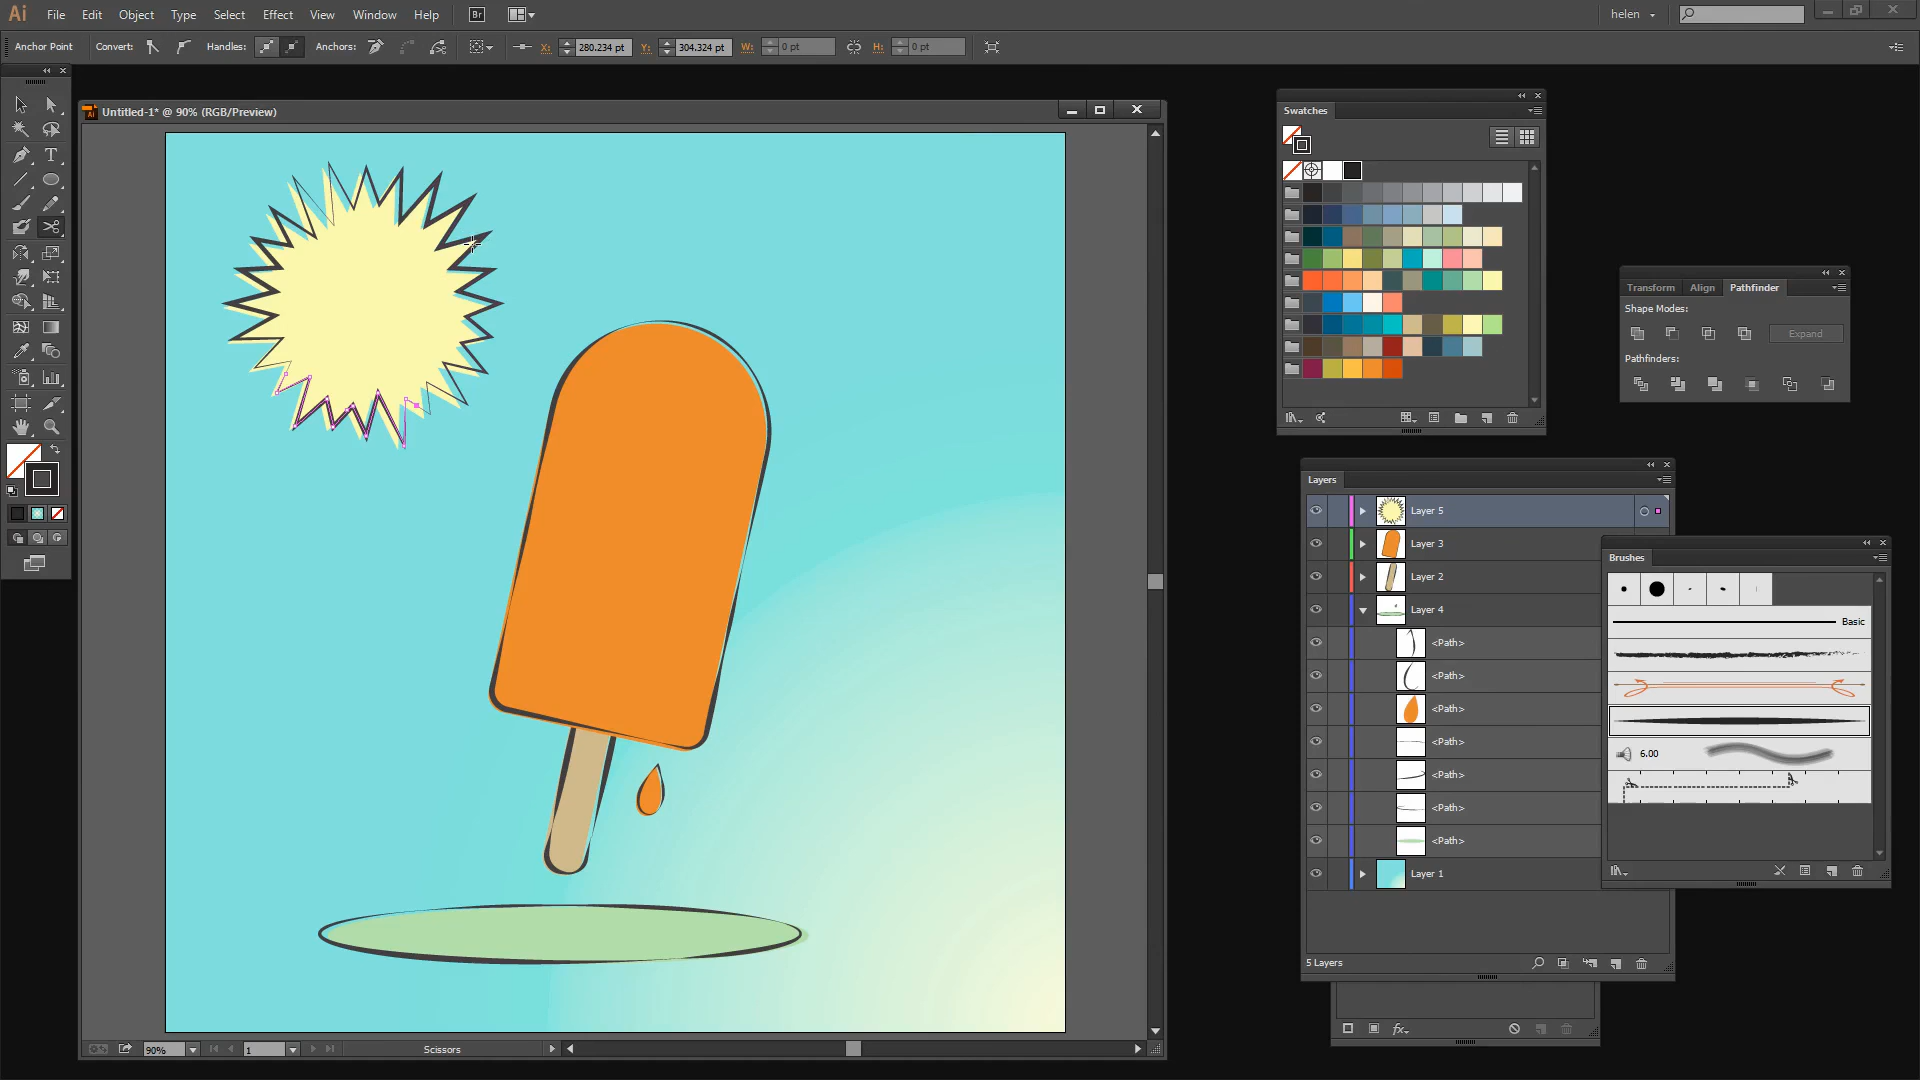 Ai File Edit Object Type Select Effect View Window Help Br helen
Anchor Point Convert: Handles: Anchors: X: 280.234 pt Y: 304.324 pt W: 0 pt H: 0 pt
Untitled-1* @ 90% (RGB/Preview)
Swatches
Transform Align Pathfinder
Shape Modes:
Expand
Pathfinders:
Layers
Layer 5
Layer 3
Layer 2
Layer 4
<Path>
<Path>
<Path>
<Path>
<Path>
<Path>
<Path>
Layer 1
5 Layers
Brushes
Basic
6.00
fx
90% 1 Scissors